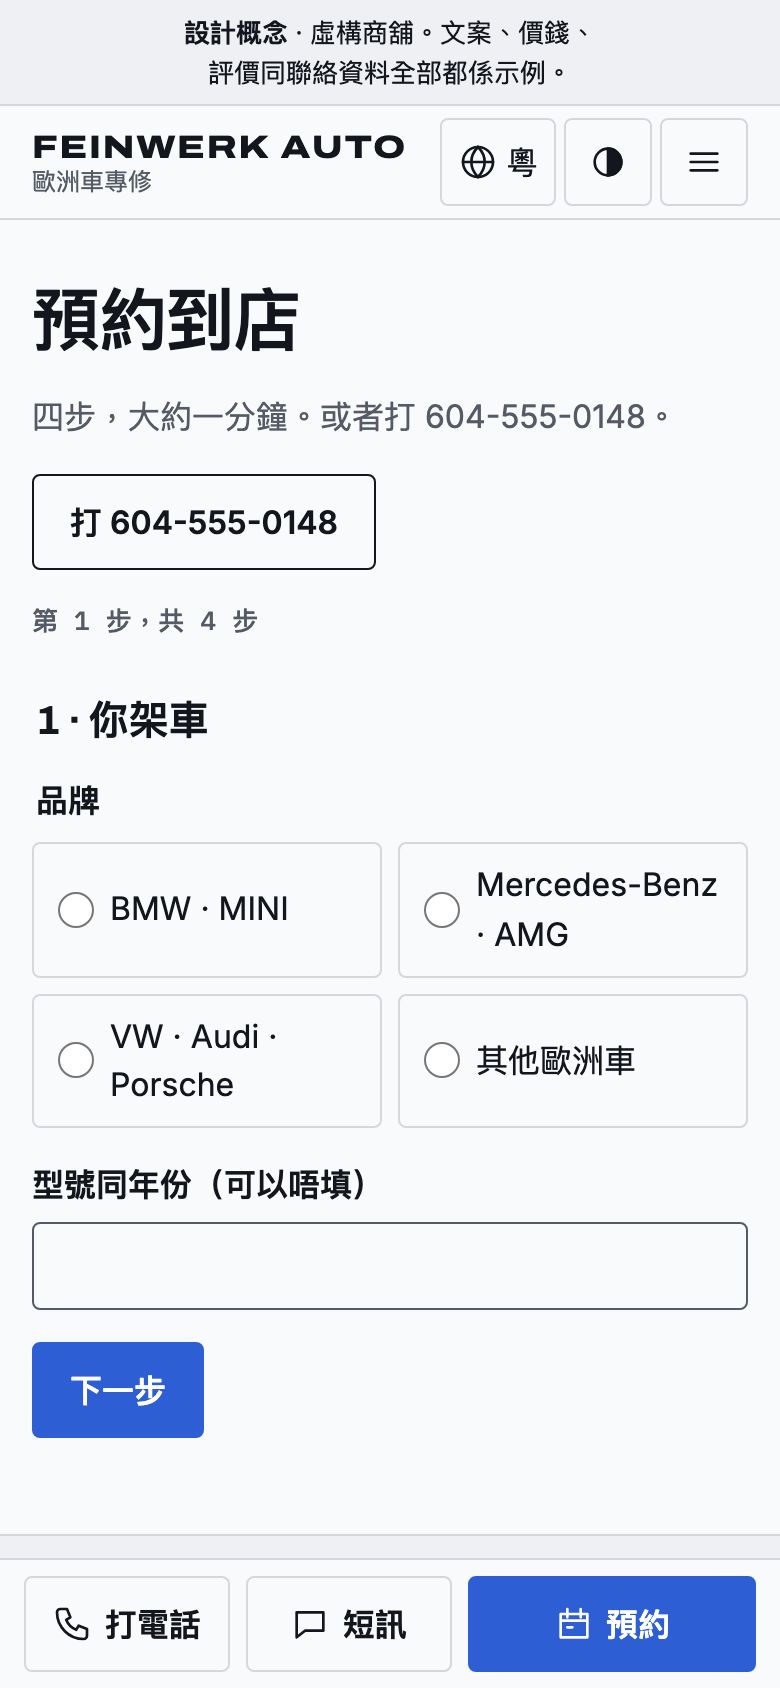 設計概念 · 虛構商舖。文案、價錢、
評價同聯絡資料全部都係示例。
FEINWERK AUTO
歐洲車專修
粵
預約到店
四步，大約一分鐘。或者打 604-555-0148。
打 604-555-0148
第 1 步，共 4 步
1 · 你架車
品牌
BMW · MINI
Mercedes-Benz
· AMG
VW · Audi ·
Porsche
其他歐洲車
型號同年份（可以唔填）
下一步
打電話
短訊
預約